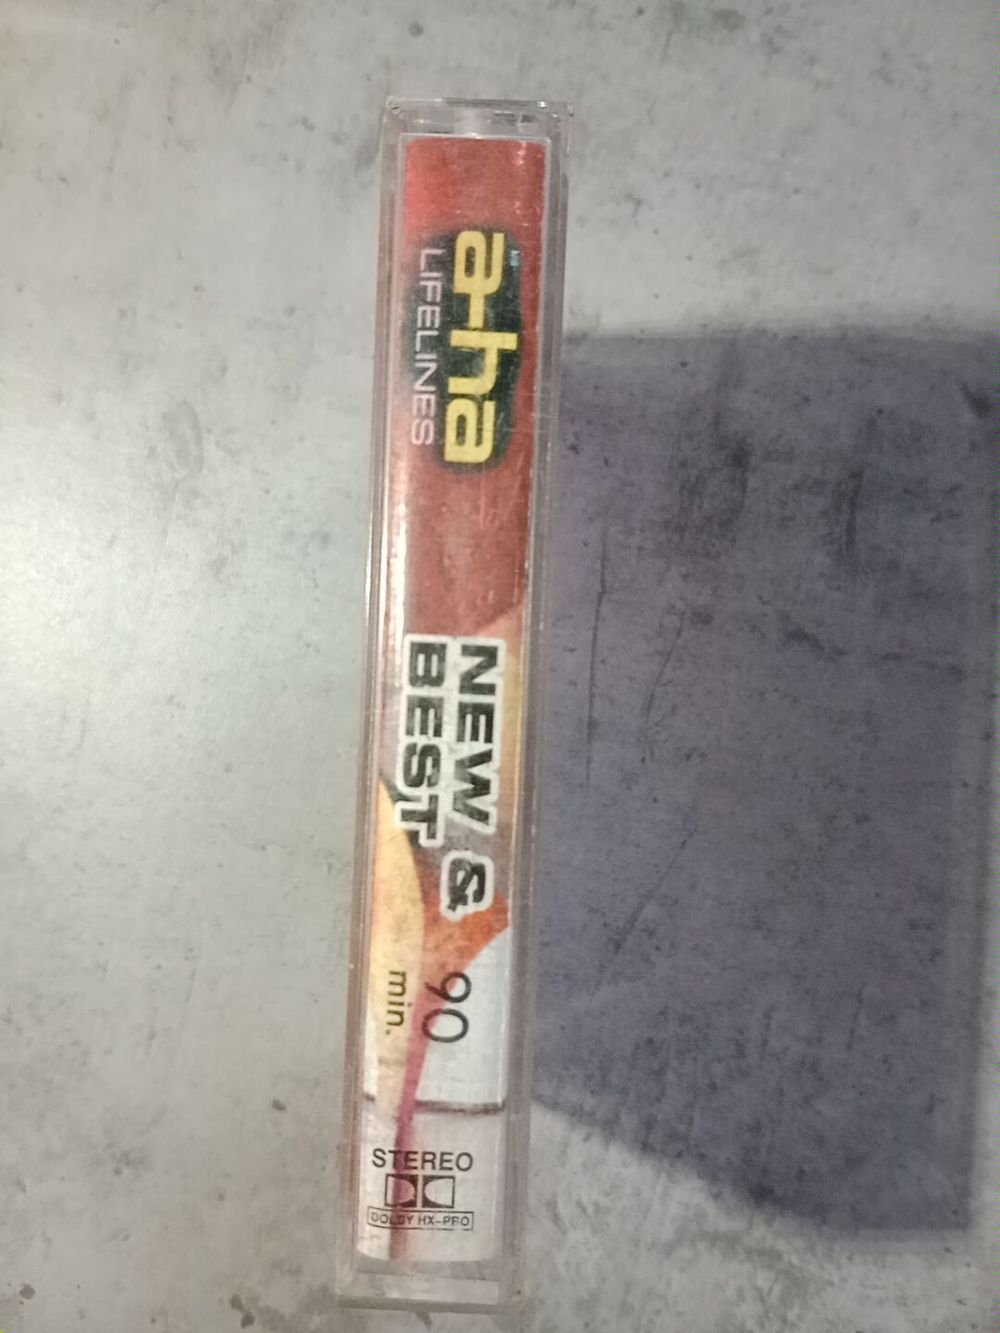 a-ha
LIFELINES
NEW &
BEST
90
min.
STEREO
DOLBY HX-PRO